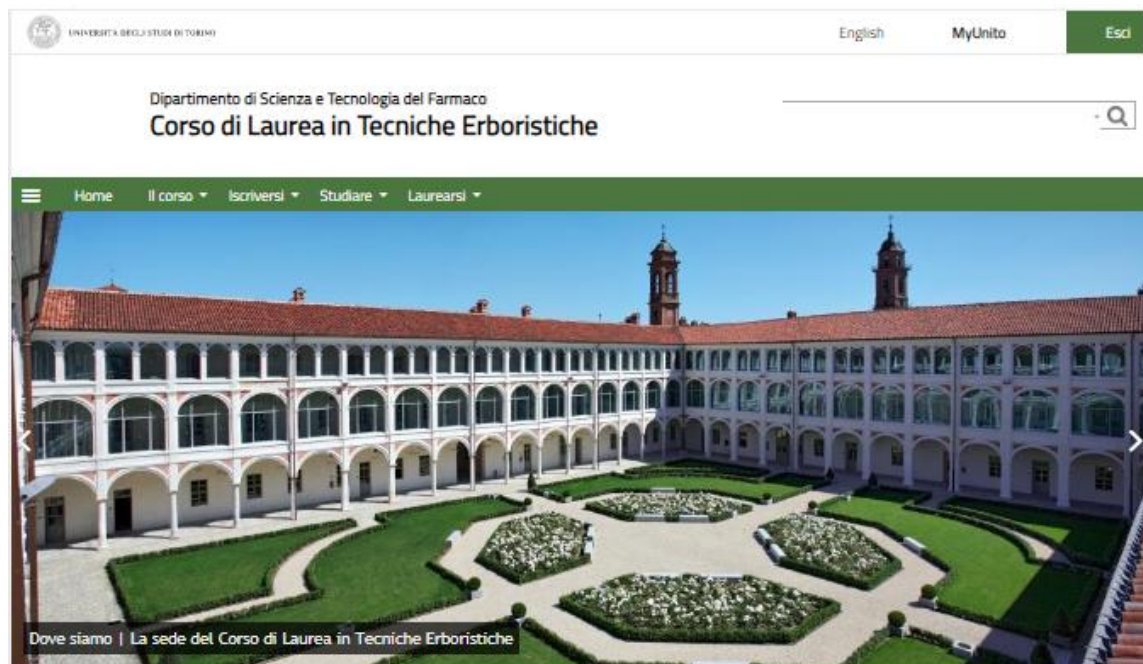 UNIVERSITÀ DEGLI STUDI DI TORINO
English MyUnito Esci
Dipartimento di Scienza e Tecnologia del Farmaco
Corso di Laurea in Tecniche Erboristiche
Home Il corso Iscriversi Studiare Laurearsi
Dove siamo | La sede del Corso di Laurea in Tecniche Erboristiche